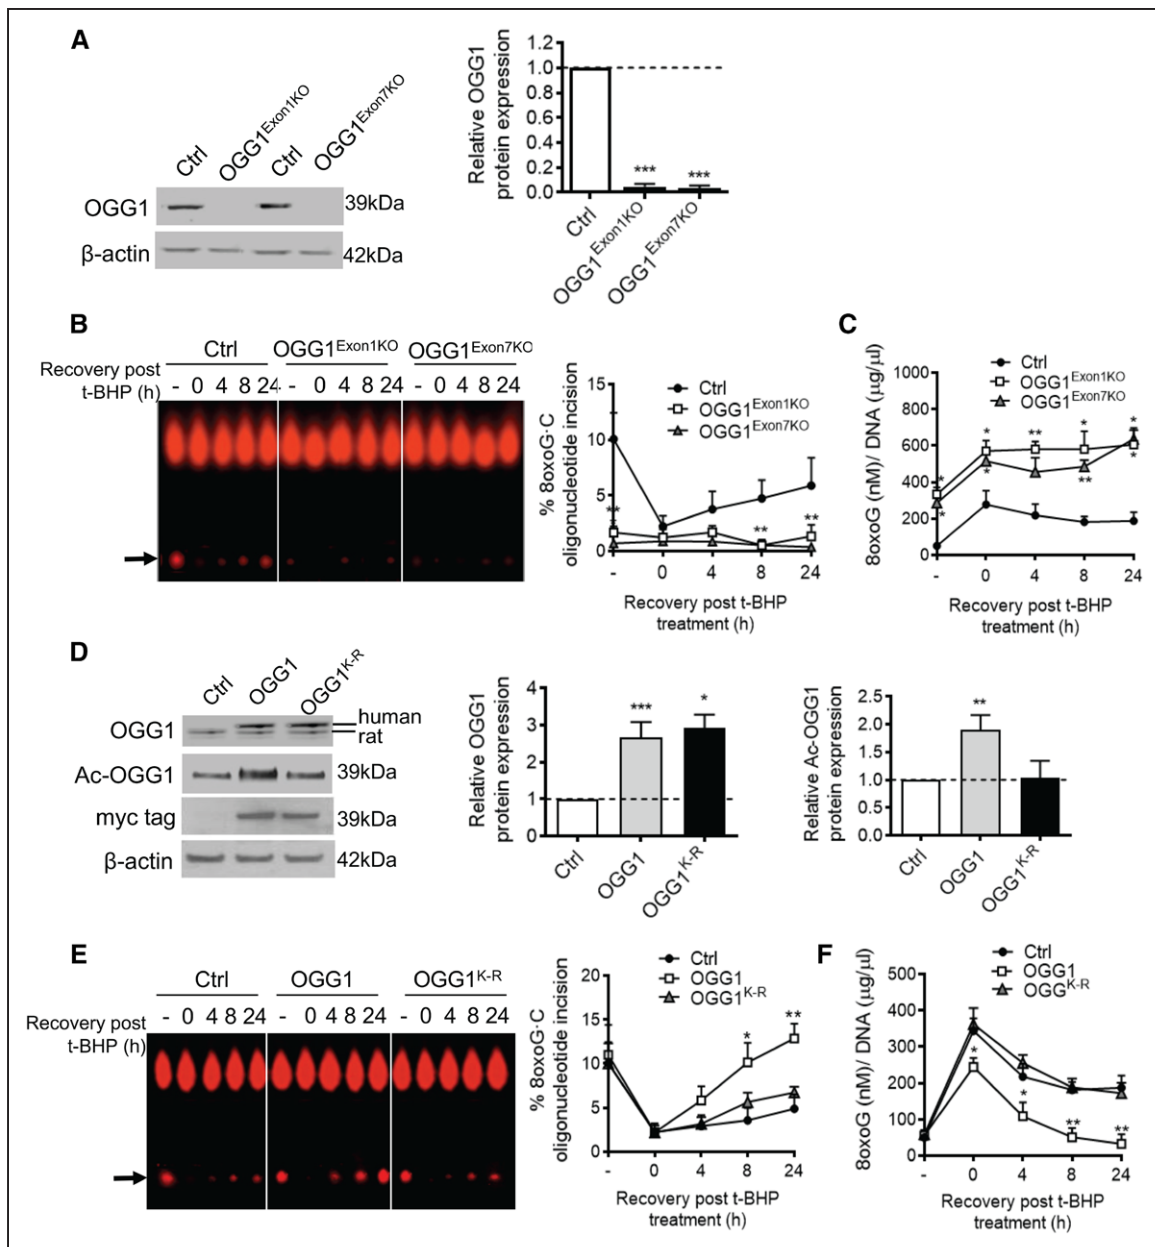 A
Ctrl
OGG1Exon1KO
Ctrl
OGG1Exon7KO
OGG1
39kDa
β-actin
42kDa
Relative OGG1
protein expression
1.2
1.0
0.8
0.6
0.4
0.2
0.0
***
***
Ctrl
OGG1Exon1KO
OGG1Exon7KO
B
Ctrl
OGG1Exon1KO
OGG1Exon7KO
Recovery post
t-BHP (h)
- 0 4 8 24 - 0 4 8 24 - 0 4 8 24
% 8oxoG·C
oligonucleotide incision
15
10
5
0
Ctrl
OGG1Exon1KO
OGG1Exon7KO
**
**
**
- 0 4 8 24
Recovery post t-BHP
treatment (h)
C
8oxoG (nM)/ DNA (µg/µl)
1000
800
600
400
200
0
Ctrl
OGG1Exon1KO
OGG1Exon7KO
* * ** * *
* * ** *
- 0 4 8 24
Recovery post t-BHP
treatment (h)
D
Ctrl
OGG1
OGG1K-R
OGG1
human
rat
Ac-OGG1
39kDa
myc tag
39kDa
β-actin
42kDa
Relative OGG1
protein expression
4
3
2
1
0
***
*
Ctrl
OGG1
OGG1K-R
Relative Ac-OGG1
protein expression
2.5
2.0
1.5
1.0
0.5
0.0
**
Ctrl
OGG1
OGG1K-R
E
Ctrl
OGG1
OGG1K-R
Recovery post
t-BHP (h)
- 0 4 8 24 - 0 4 8 24 - 0 4 8 24
% 8oxoG·C
oligonucleotide incision
20
15
10
5
0
Ctrl
OGG1
OGG1K-R
*
**
- 0 4 8 24
Recovery post t-BHP
treatment (h)
F
8oxoG (nM)/ DNA (µg/µl)
500
400
300
200
100
0
Ctrl
OGG1
OGGK-R
*
*
**
**
- 0 4 8 24
Recovery post t-BHP
treatment (h)